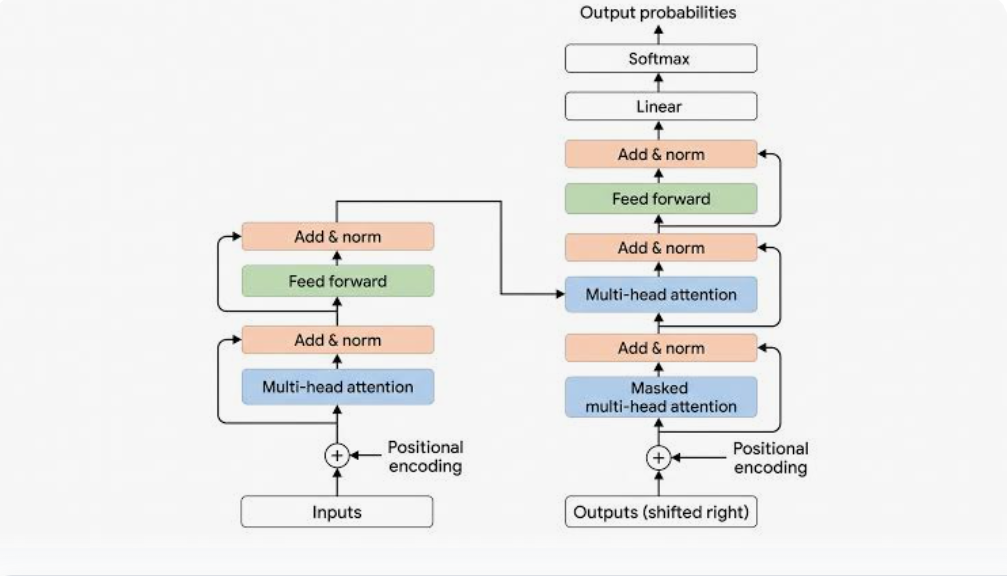 Output probabilities
Softmax
Linear
Add & norm
Feed forward
Add & norm
Multi-head attention
Add & norm
Masked
multi-head attention
Positional
encoding
Outputs (shifted right)
Add & norm
Feed forward
Add & norm
Multi-head attention
Positional
encoding
Inputs